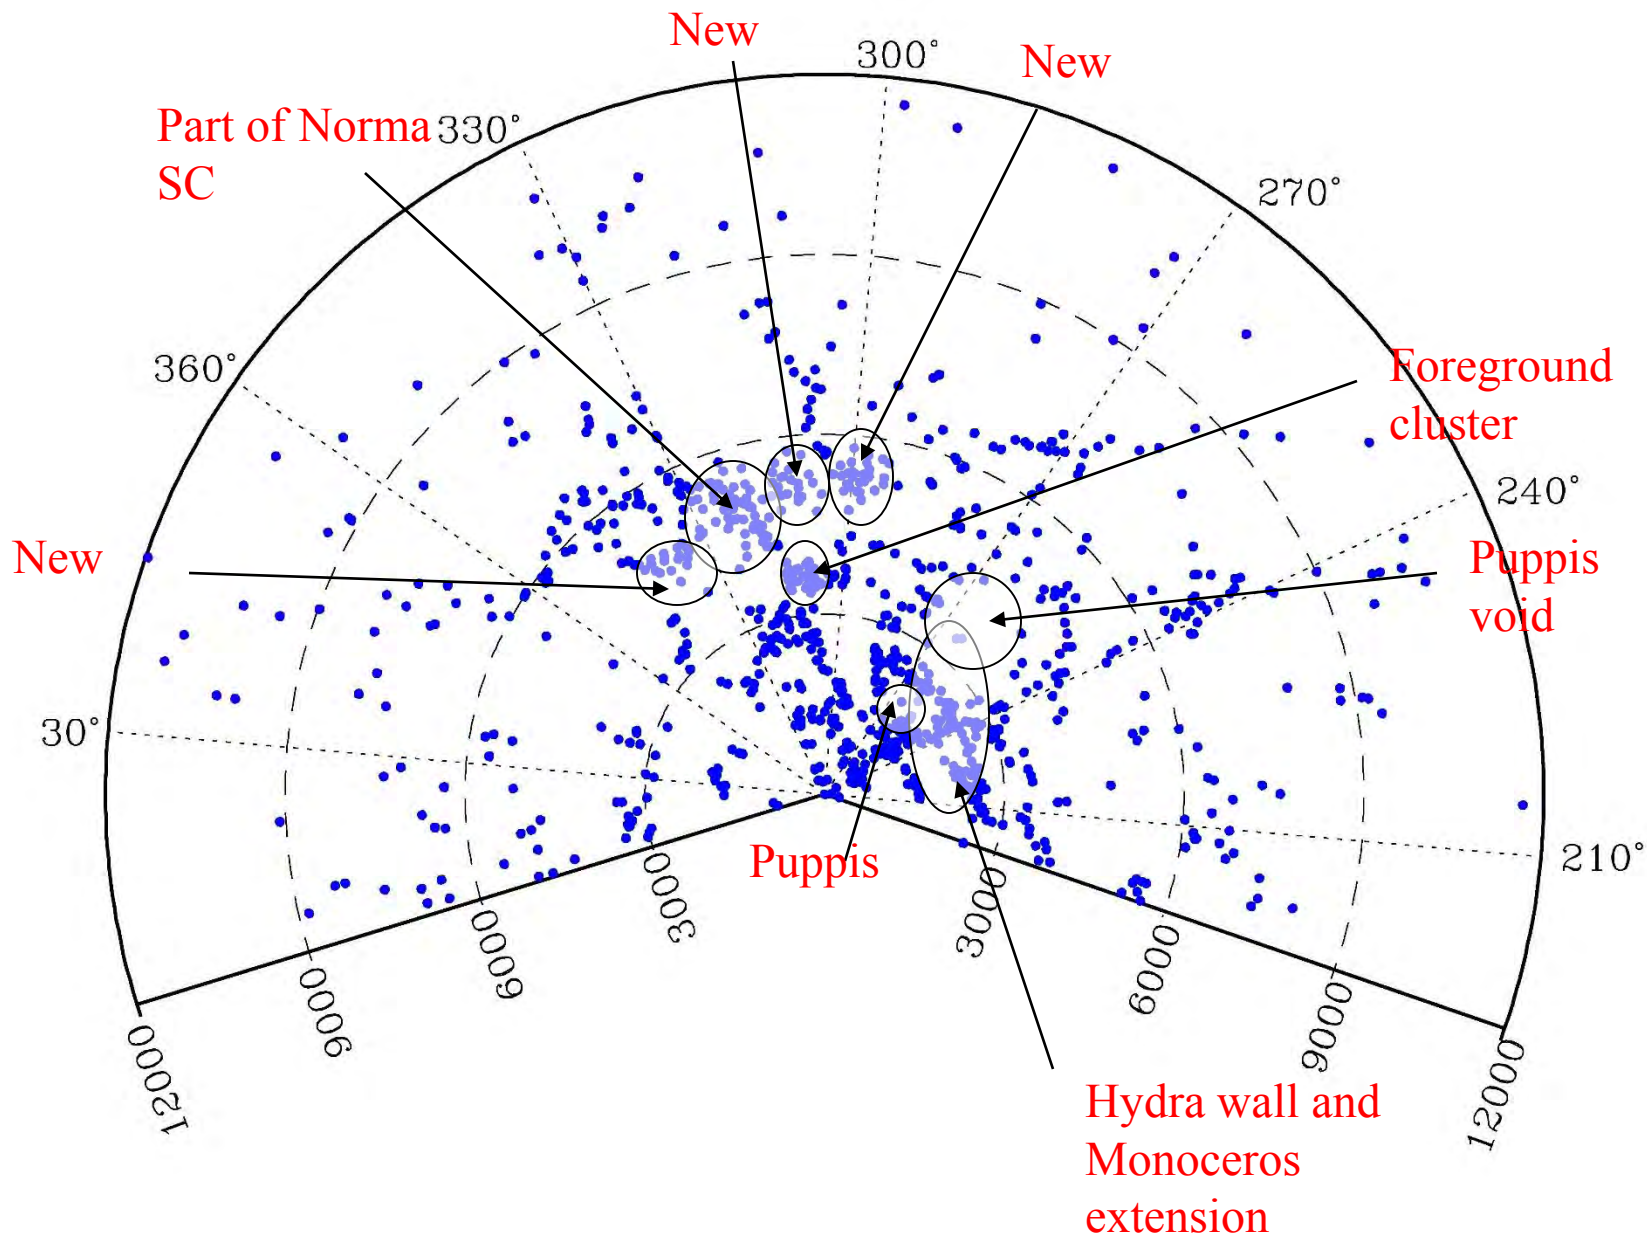 New
300°
New
Part of Norma
SC
330°
270°
360°
Foreground
cluster
240°
New
Puppis
void
30°
Puppis
210°
3000
3000
6000
6000
9000
9000
12000
12000
Hydra wall and
Monoceros
extension